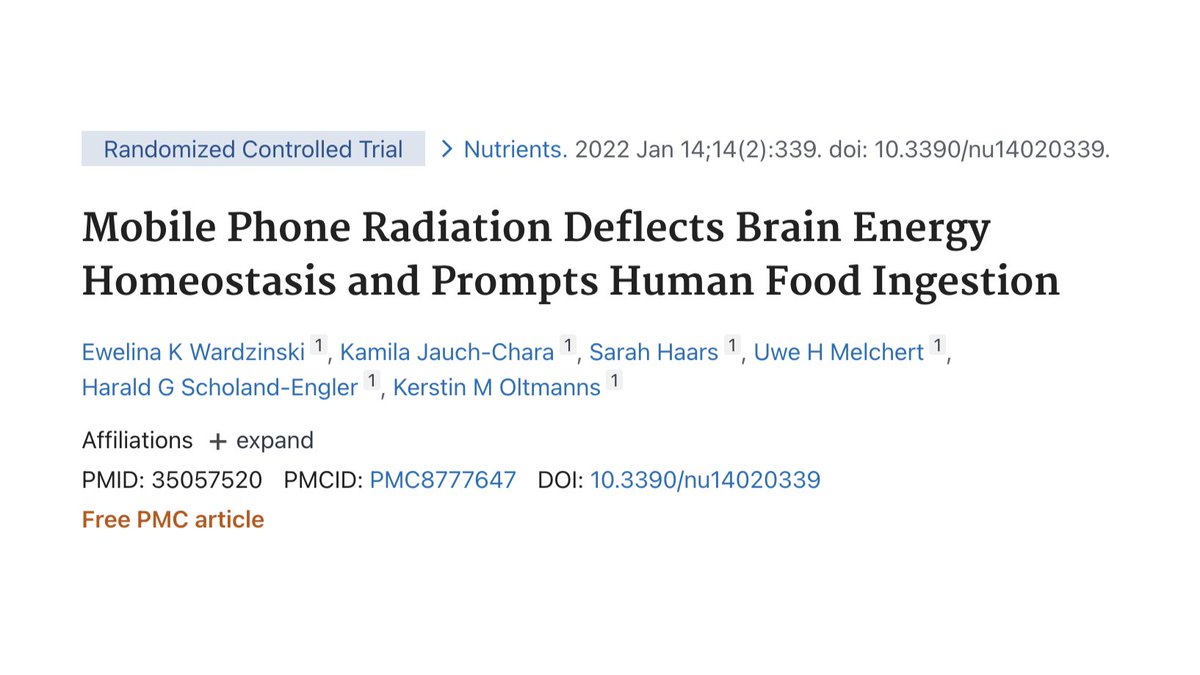 Randomized Controlled Trial > Nutrients. 2022 Jan 14;14(2):339. doi: 10.3390/nu14020339.
Mobile Phone Radiation Deflects Brain Energy
Homeostasis and Prompts Human Food Ingestion
Ewelina K Wardzinski 1, Kamila Jauch-Chara 1, Sarah Haars 1, Uwe H Melchert 1,
Harald G Scholand-Engler 1, Kerstin M Oltmanns 1
Affiliations + expand
PMID: 35057520 PMCID: PMC8777647 DOI: 10.3390/nu14020339
Free PMC article